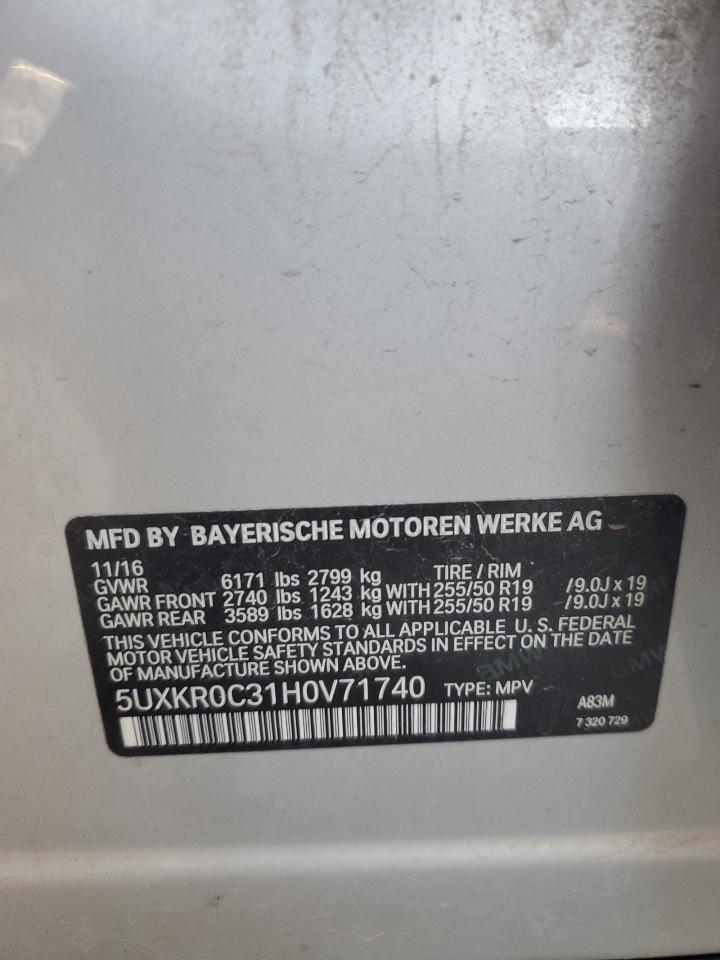 MFD BY BAYERISCHE MOTOREN WERKE AG
11/16
GVWR 6171 lbs 2799 kg TIRE / RIM
GAWR FRONT 2740 lbs 1243 kg WITH 255/50 R19 /9.0J x 19
GAWR REAR 3589 lbs 1628 kg WITH 255/50 R19 /9.0J x 19
THIS VEHICLE CONFORMS TO ALL APPLICABLE U. S. FEDERAL
MOTOR VEHICLE SAFETY STANDARDS IN EFFECT ON THE DATE
OF MANUFACTURE SHOWN ABOVE.
5UXKR0C31H0V71740 TYPE: MPV A83M
7 320 729